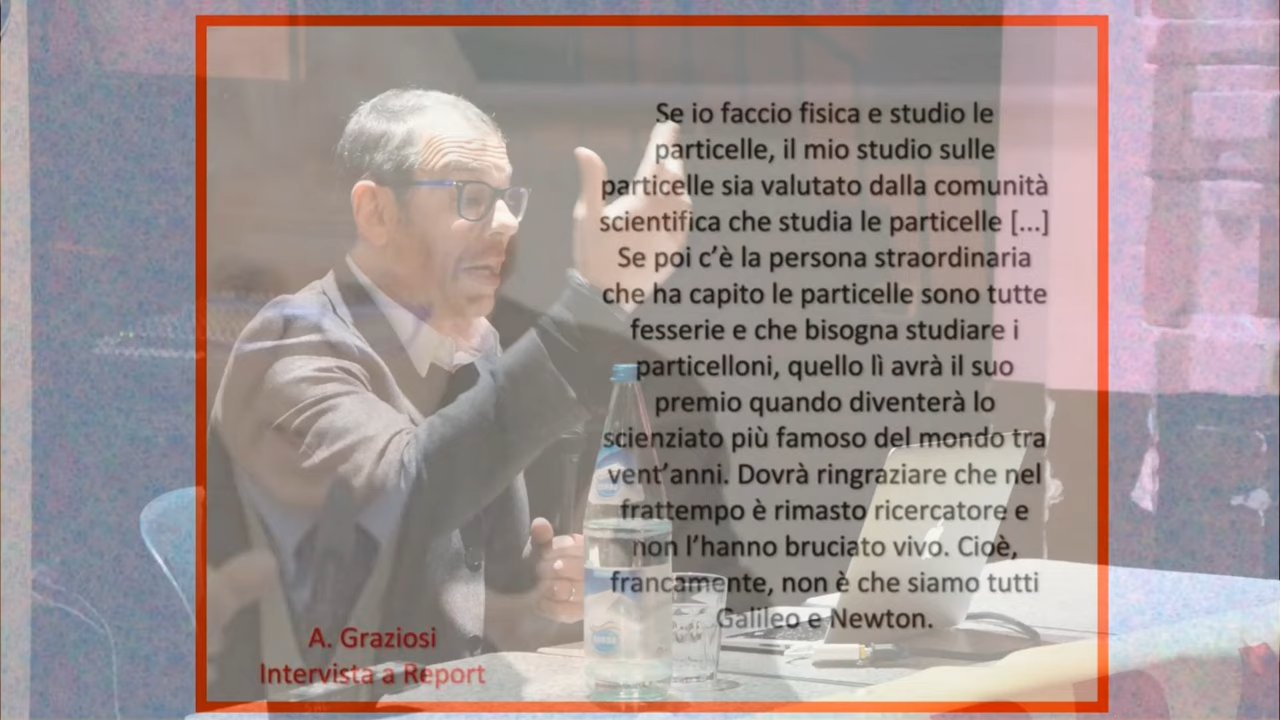 Se io faccio fisica e studio le
particelle, il mio studio sulle
particelle sia valutato dalla comunità
scientifica che studia le particelle [...]
Se poi c'è la persona straordinaria
che ha capito le particelle sono tutte
fesserie e che bisogna studiare i
particelloni, quello lì avrà il suo
premio quando diventerà lo
scienziato più famoso del mondo tra
vent'anni. Dovrà ringraziare che nel
frattempo è rimasto ricercatore e
non l'hanno bruciato vivo. Cioè,
francamente, non è che siamo tutti
Galileo e Newton.
A. Graziosi
Intervista a Report